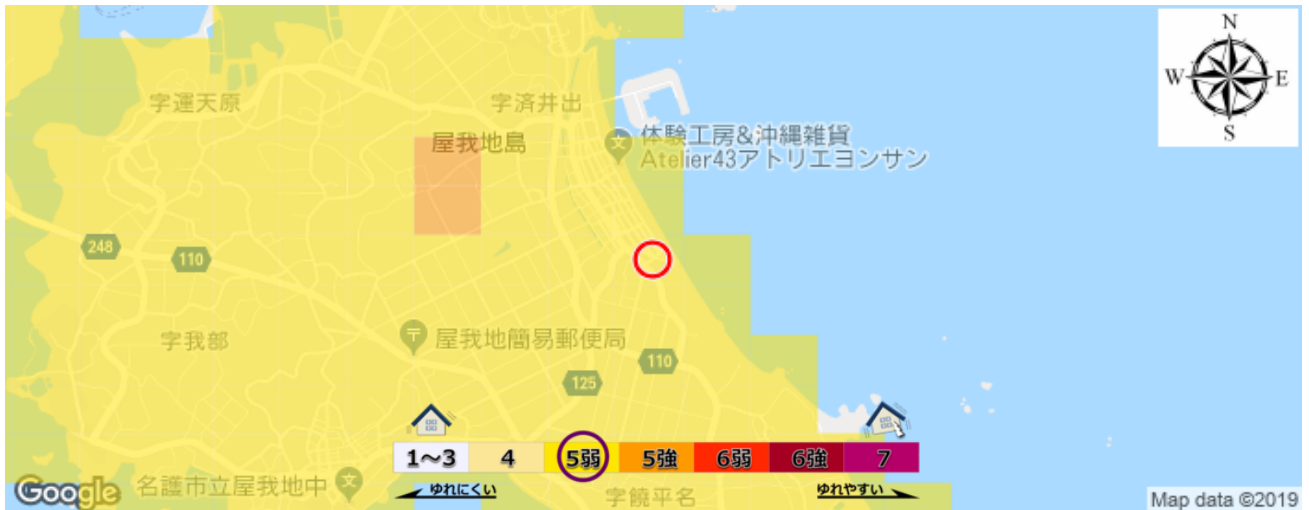 N
W
E
S
字運天原
字済井出
屋我地島
体験工房&沖縄雑貨
Atelier43アトリエヨンサン
248
110
字我部
屋我地簡易郵便局
110
125
1～3
4
5弱
5強
6弱
6強
7
ゆれにくい
ゆれやすい
Google
名護市立屋我地中
字饒平名
Map data ©2019